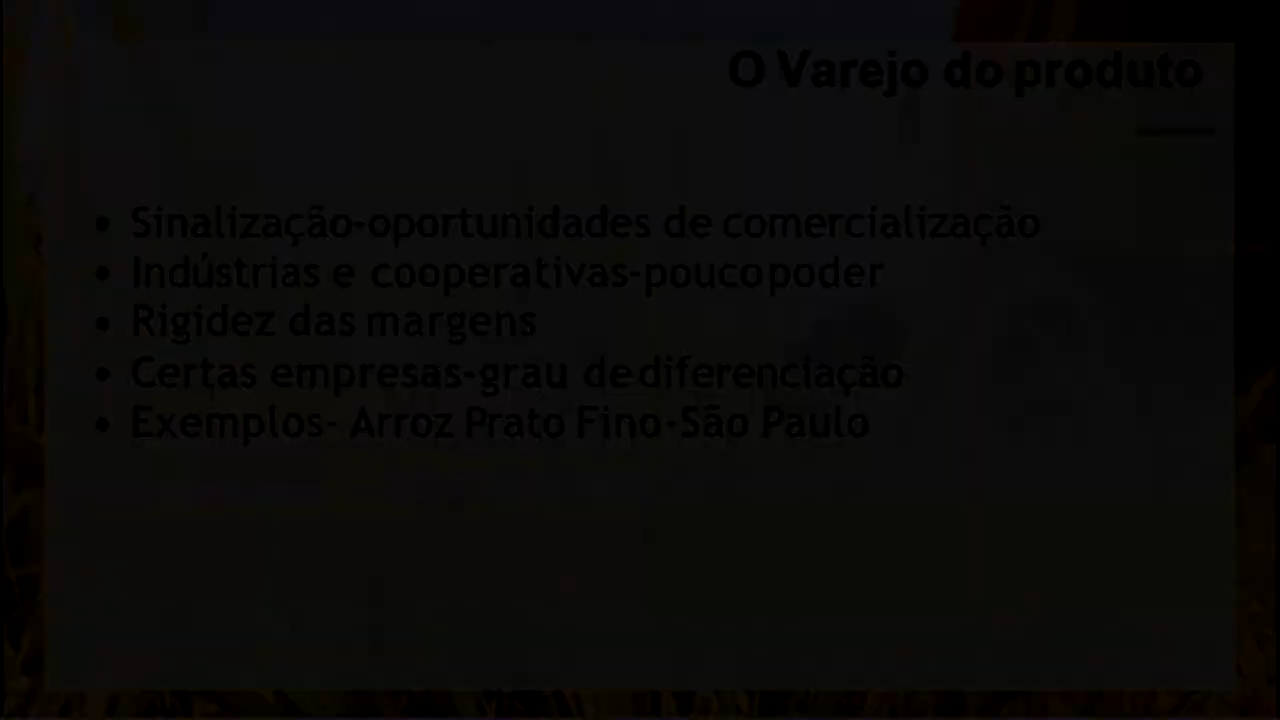 O Varejo do produto
• Sinalização-oportunidades de comercialização
• Indústrias e cooperativas-pouco poder
• Rigidez das margens
• Certas empresas-grau de diferenciação
• Exemplos- Arroz Prato Fino-São Paulo